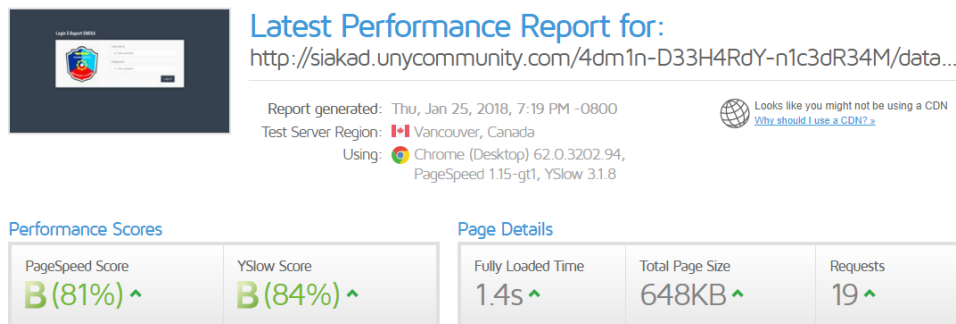 Latest Performance Report for:
http://siakad.unycommunity.com/4dm1n-D33H4RdY-n1c3dR34M/data...
Report generated: Thu, Jan 25, 2018, 7:19 PM -0800
Test Server Region: Vancouver, Canada
Using: Chrome (Desktop) 62.0.3202.94,
PageSpeed 1.15-gt1, YSlow 3.1.8
Looks like you might not be using a CDN
Why should I use a CDN? »
Performance Scores
PageSpeed Score
B (81%)
YSlow Score
B (84%)
Page Details
Fully Loaded Time
1.4s
Total Page Size
648KB
Requests
19